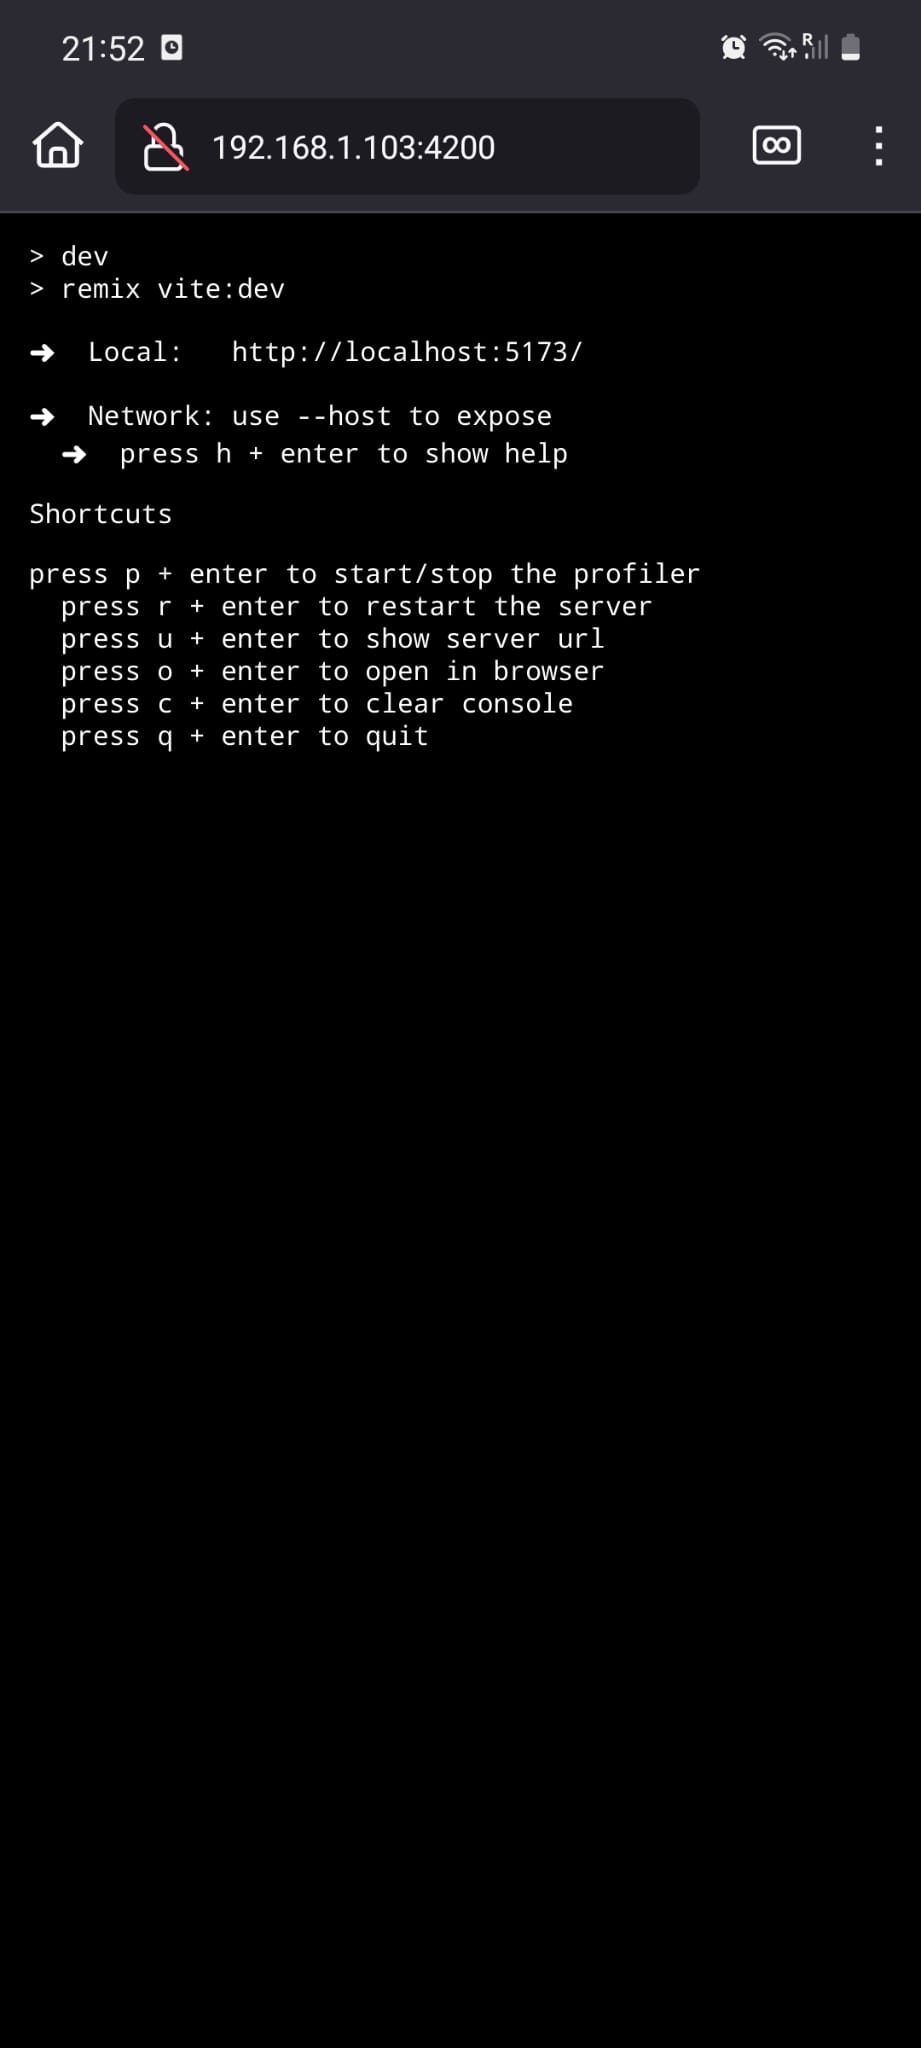 21:52
R
192.168.1.103:4200
∞
> dev
> remix vite:dev
➜  Local:   http://localhost:5173/
➜  Network: use --host to expose
➜  press h + enter to show help
Shortcuts
press p + enter to start/stop the profiler
press r + enter to restart the server
press u + enter to show server url
press o + enter to open in browser
press c + enter to clear console
press q + enter to quit